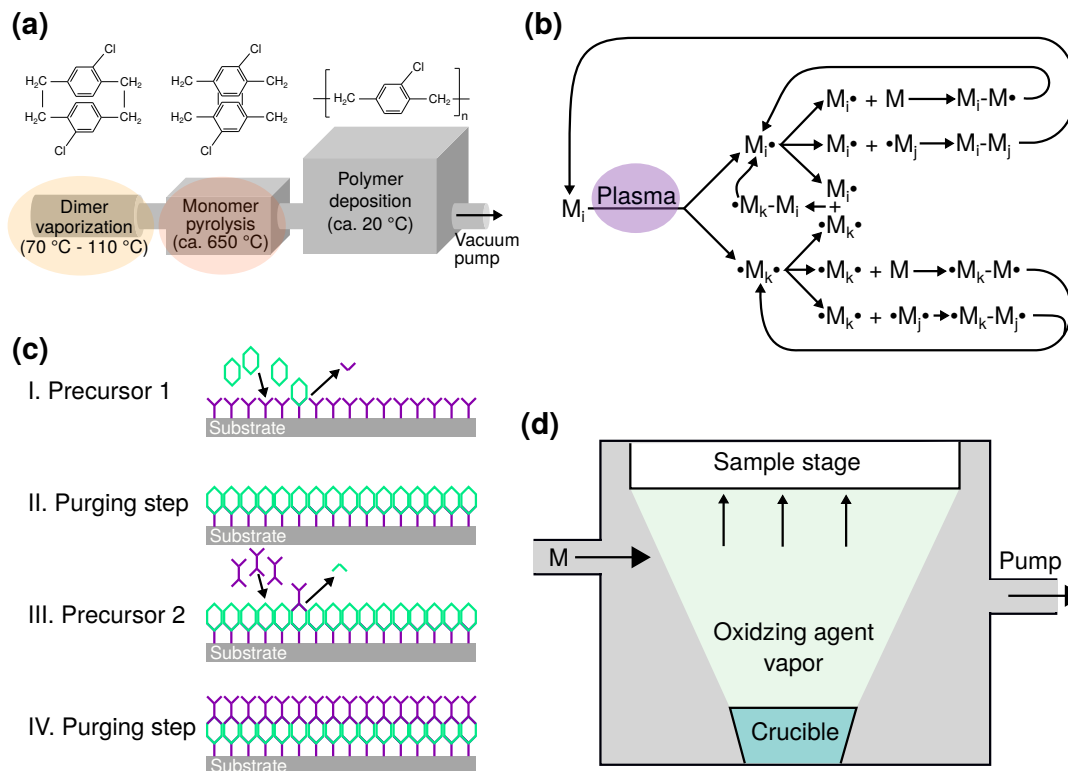 (a)
Cl
H₂C
CH₂
H₂C
CH₂
Cl
Cl
H₂C
CH₂
H₂C
CH₂
Cl
Cl
H₂C
CH₂
n
Dimer
vaporization
(70 °C - 110 °C)
Monomer
pyrolysis
(ca. 650 °C)
Polymer
deposition
(ca. 20 °C)
Vacuum
pump
(b)
Mᵢ• + M Mᵢ-M•
Mᵢ• Mᵢ• + •Mⱼ Mᵢ-Mⱼ
Mᵢ Plasma
Mᵢ•
•Mₖ-Mᵢ +
•Mₖ•
•Mₖ• •Mₖ• + M •Mₖ-M•
•Mₖ• + •Mⱼ• •Mₖ-Mⱼ•
(c)
I. Precursor 1
Substrate
II. Purging step
Substrate
III. Precursor 2
Substrate
IV. Purging step
Substrate
(d)
Sample stage
M
Pump
Oxidzing agent
vapor
Crucible